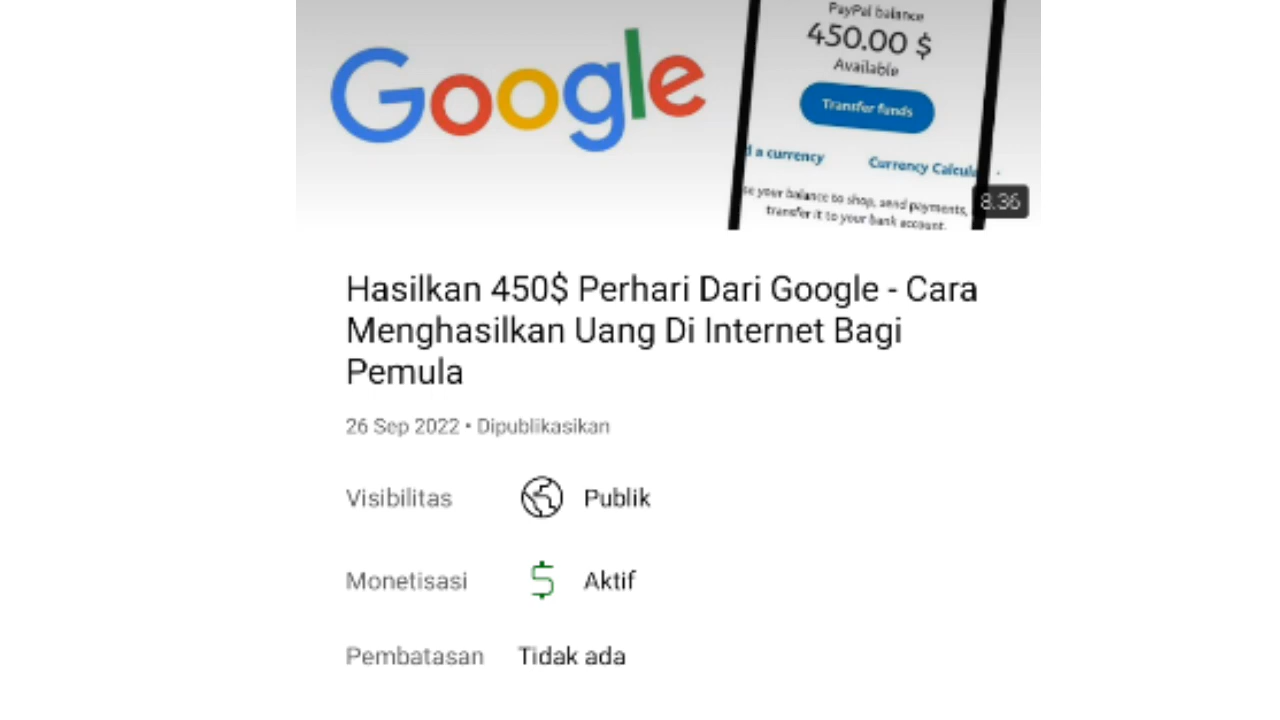 Google
PayPal balance
450.00 $
Available
Transfer funds
d a currency Currency Calcula
se your balance to shop, send payments,
transfer it to your bank account.
8.36
Hasilkan 450$ Perhari Dari Google - Cara
Menghasilkan Uang Di Internet Bagi
Pemula
26 Sep 2022 • Dipublikasikan
Visibilitas Publik
Monetisasi Aktif
Pembatasan Tidak ada